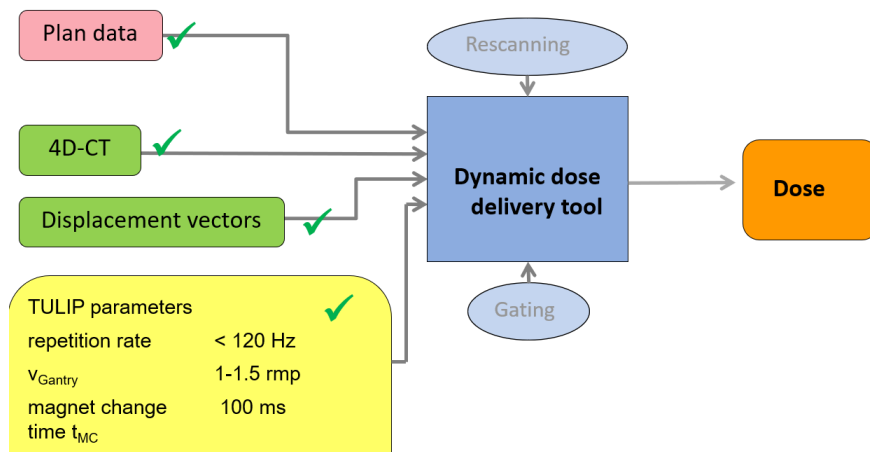 Plan data
Rescanning
4D-CT
Dynamic dose
delivery tool
Dose
Displacement vectors
TULIP parameters
repetition rate < 120 Hz
vGantry 1-1.5 rmp
magnet change 100 ms
time tMC
Gating